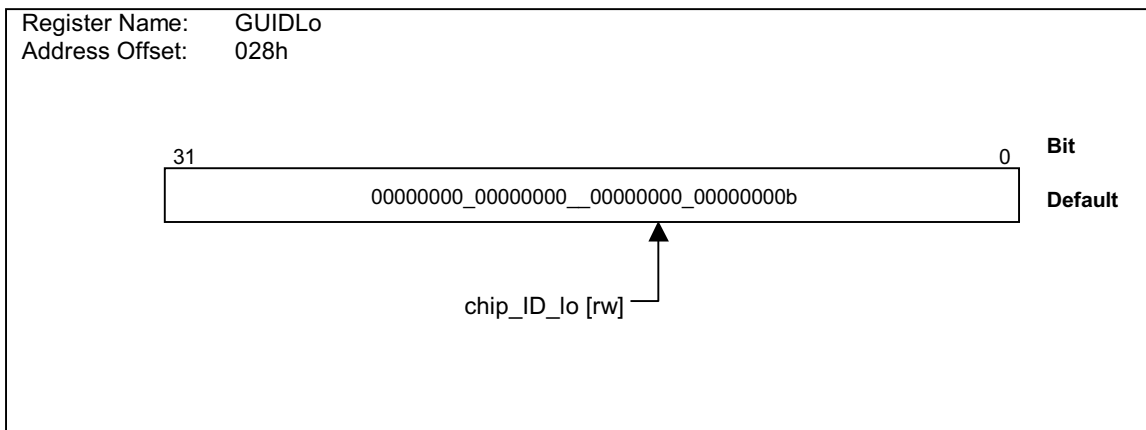 Register Name: GUIDLo
Address Offset: 028h
31 0 Bit
00000000_00000000__00000000_00000000b Default
chip_ID_lo [rw]